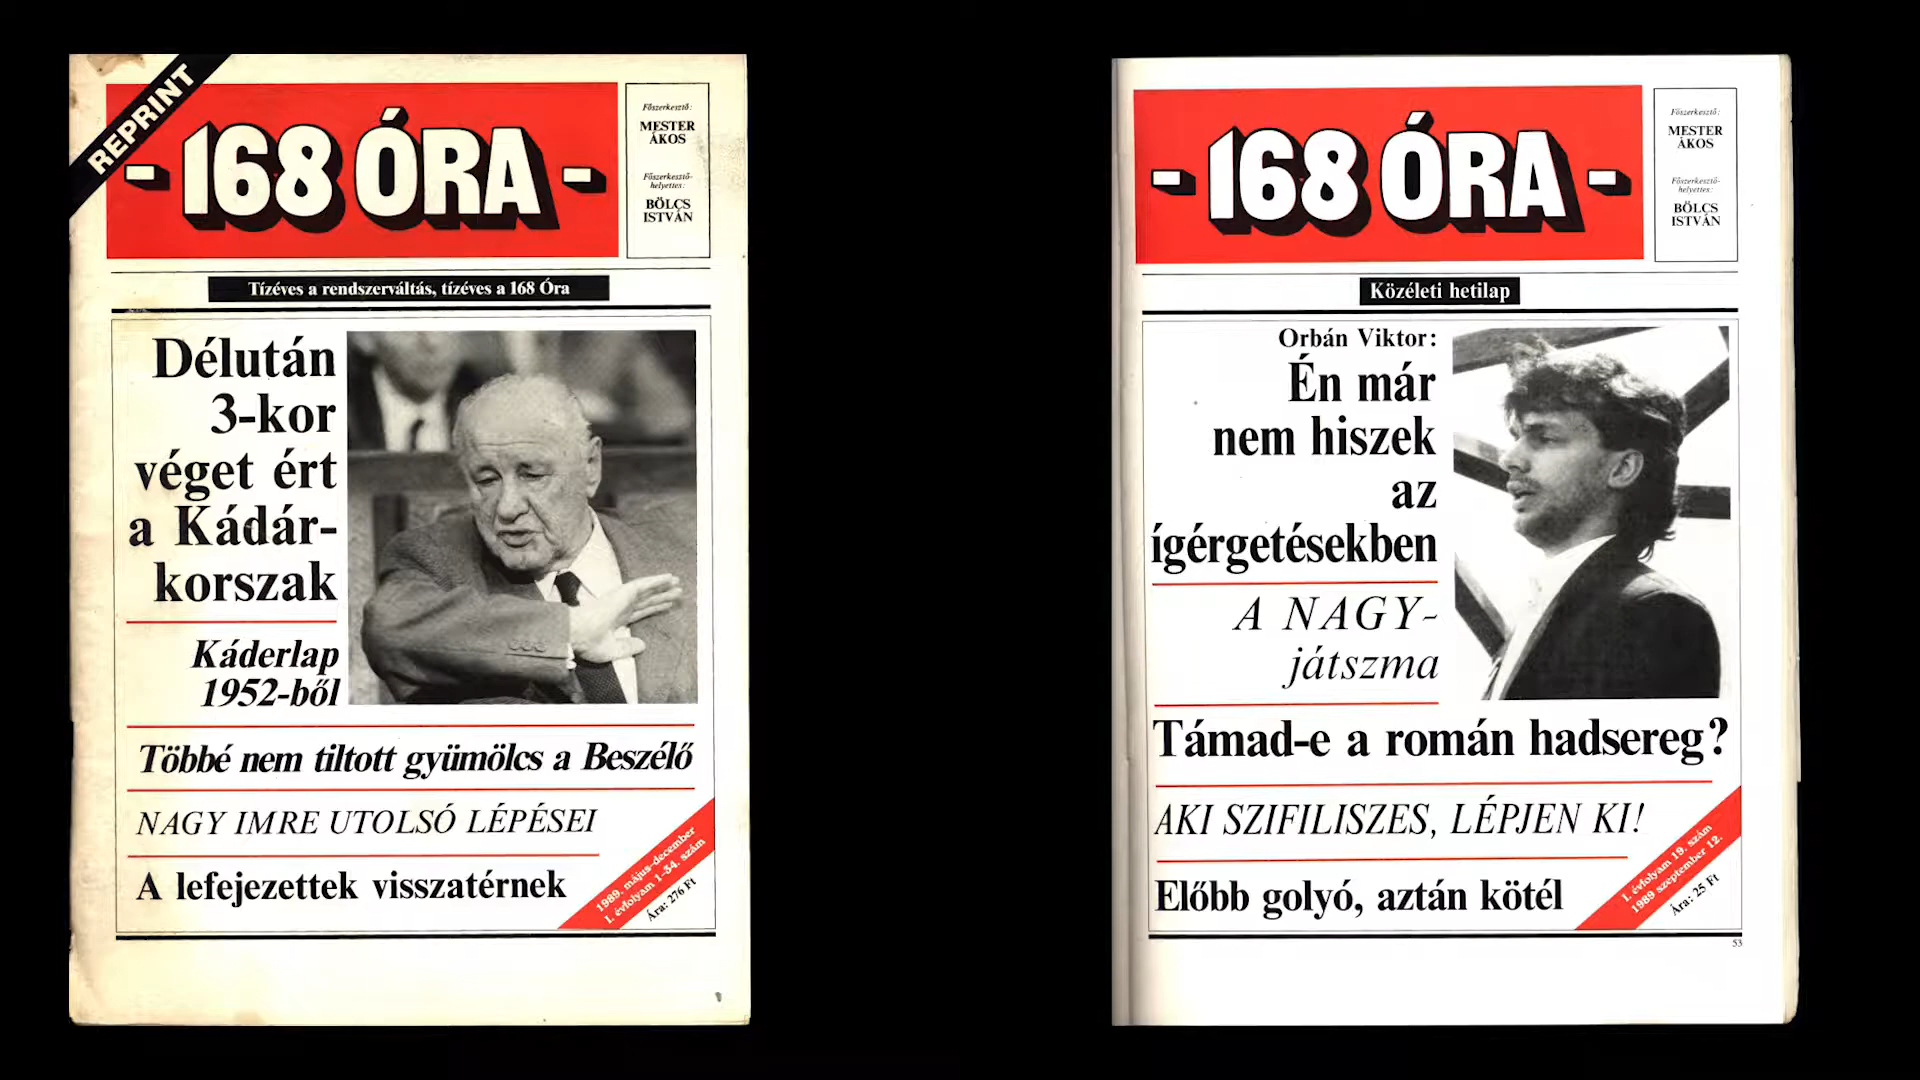 REPRINT
- 168 ÓRA -
Főszerkesztő:
MESTER
ÁKOS
Főszerkesztő-
helyettes:
BÖLCS
ISTVÁN
Tízéves a rendszerváltás, tízéves a 168 Óra
Délután
3-kor
véget ért
a Kádár-
korszak
Káderlap
1952-ből
Többé nem tiltott gyümölcs a Beszélő
NAGY IMRE UTOLSÓ LÉPÉSEI
A lefejezettek visszatérnek
1989. május-december
I. évfolyam 1-34. szám
Ára: 276 Ft
- 168 ÓRA -
Főszerkesztő:
MESTER
ÁKOS
Főszerkesztő-
helyettes:
BÖLCS
ISTVÁN
Közéleti hetilap
Orbán Viktor:
Én már
nem hiszek
az
ígérgetésekben
A NAGY-
játszma
Támad-e a román hadsereg?
AKI SZIFILISZES, LÉPJEN KI!
Előbb golyó, aztán kötél
I. évfolyam 19. szám
1989 szeptember 12.
Ára: 25 Ft
53